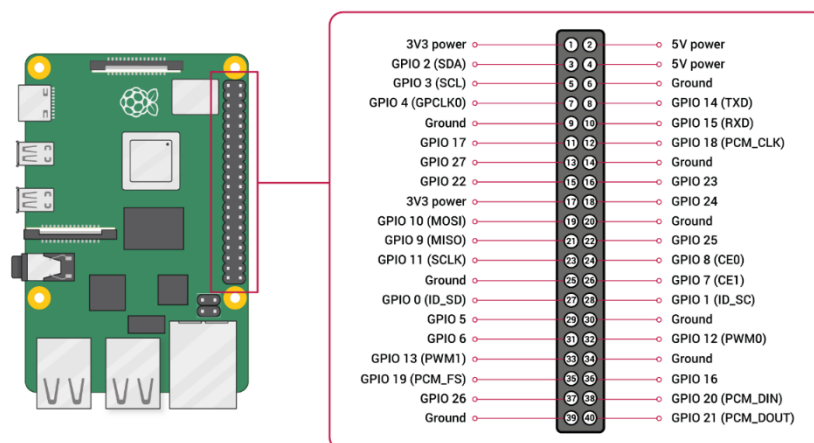 3V3 power 1 2 5V power
GPIO 2 (SDA) 3 4 5V power
GPIO 3 (SCL) 5 6 Ground
GPIO 4 (GPCLK0) 7 8 GPIO 14 (TXD)
Ground 9 10 GPIO 15 (RXD)
GPIO 17 11 12 GPIO 18 (PCM_CLK)
GPIO 27 13 14 Ground
GPIO 22 15 16 GPIO 23
3V3 power 17 18 GPIO 24
GPIO 10 (MOSI) 19 20 Ground
GPIO 9 (MISO) 21 22 GPIO 25
GPIO 11 (SCLK) 23 24 GPIO 8 (CE0)
Ground 25 26 GPIO 7 (CE1)
GPIO 0 (ID_SD) 27 28 GPIO 1 (ID_SC)
GPIO 5 29 30 Ground
GPIO 6 31 32 GPIO 12 (PWM0)
GPIO 13 (PWM1) 33 34 Ground
GPIO 19 (PCM_FS) 35 36 GPIO 16
GPIO 26 37 38 GPIO 20 (PCM_DIN)
Ground 39 40 GPIO 21 (PCM_DOUT)